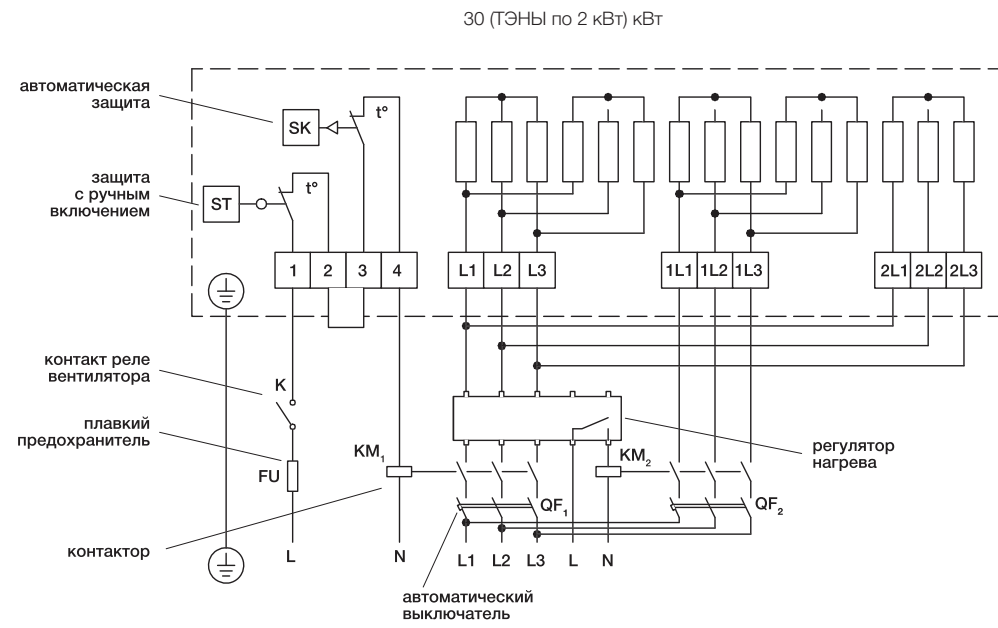 30 (ТЭНЫ по 2 кВт) кВт
автоматическая
защита
SK
t°
защита
с ручным
включением
ST
t°
1 2 3 4
L1 L2 L3
1L1 1L2 1L3
2L1 2L2 2L3
контакт реле
вентилятора
K
плавкий
предохранитель
FU
KM1
KM2
регулятор
нагрева
QF1
QF2
контактор
L
N
L1 L2 L3 L N
автоматический
выключатель